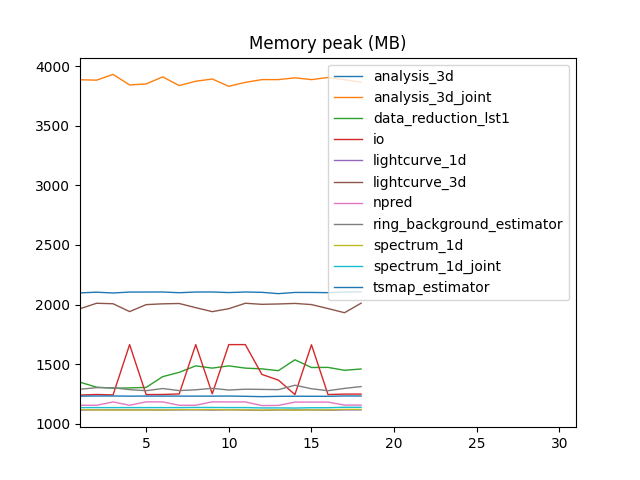 Memory peak (MB)
4000
3500
3000
2500
2000
1500
1000
analysis_3d
analysis_3d_joint
data_reduction_lst1
io
lightcurve_1d
lightcurve_3d
npred
ring_background_estimator
spectrum_1d
spectrum_1d_joint
tsmap_estimator
5 10 15 20 25 30